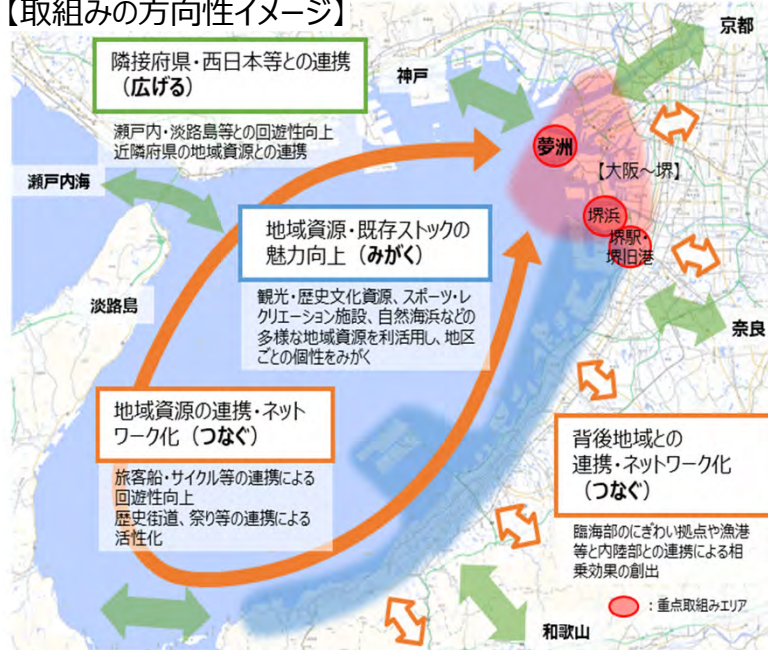 【取組みの方向性イメージ】
隣接府県・西日本等との連携
（広げる）
瀬戸内・淡路島等との回遊性向上
近隣府県の地域資源との連携
神戸
京都
夢洲
【大阪～堺】
瀬戸内海
堺浜
堺駅・
堺旧港
地域資源・既存ストックの
魅力向上（みがく）
観光・歴史文化資源、スポーツ・レ
クリエーション施設、自然海浜などの
多様な地域資源を利活用し、地区
ごとの個性をみがく
淡路島
奈良
地域資源の連携・ネット
ワーク化（つなぐ）
旅客船・サイクル等の連携による
回遊性向上
歴史街道、祭り等の連携による
活性化
背後地域との
連携・ネットワーク化
（つなぐ）
臨海部のにぎわい拠点や漁港
等と内陸部との連携による相
乗効果の創出
：重点取組みエリア
和歌山